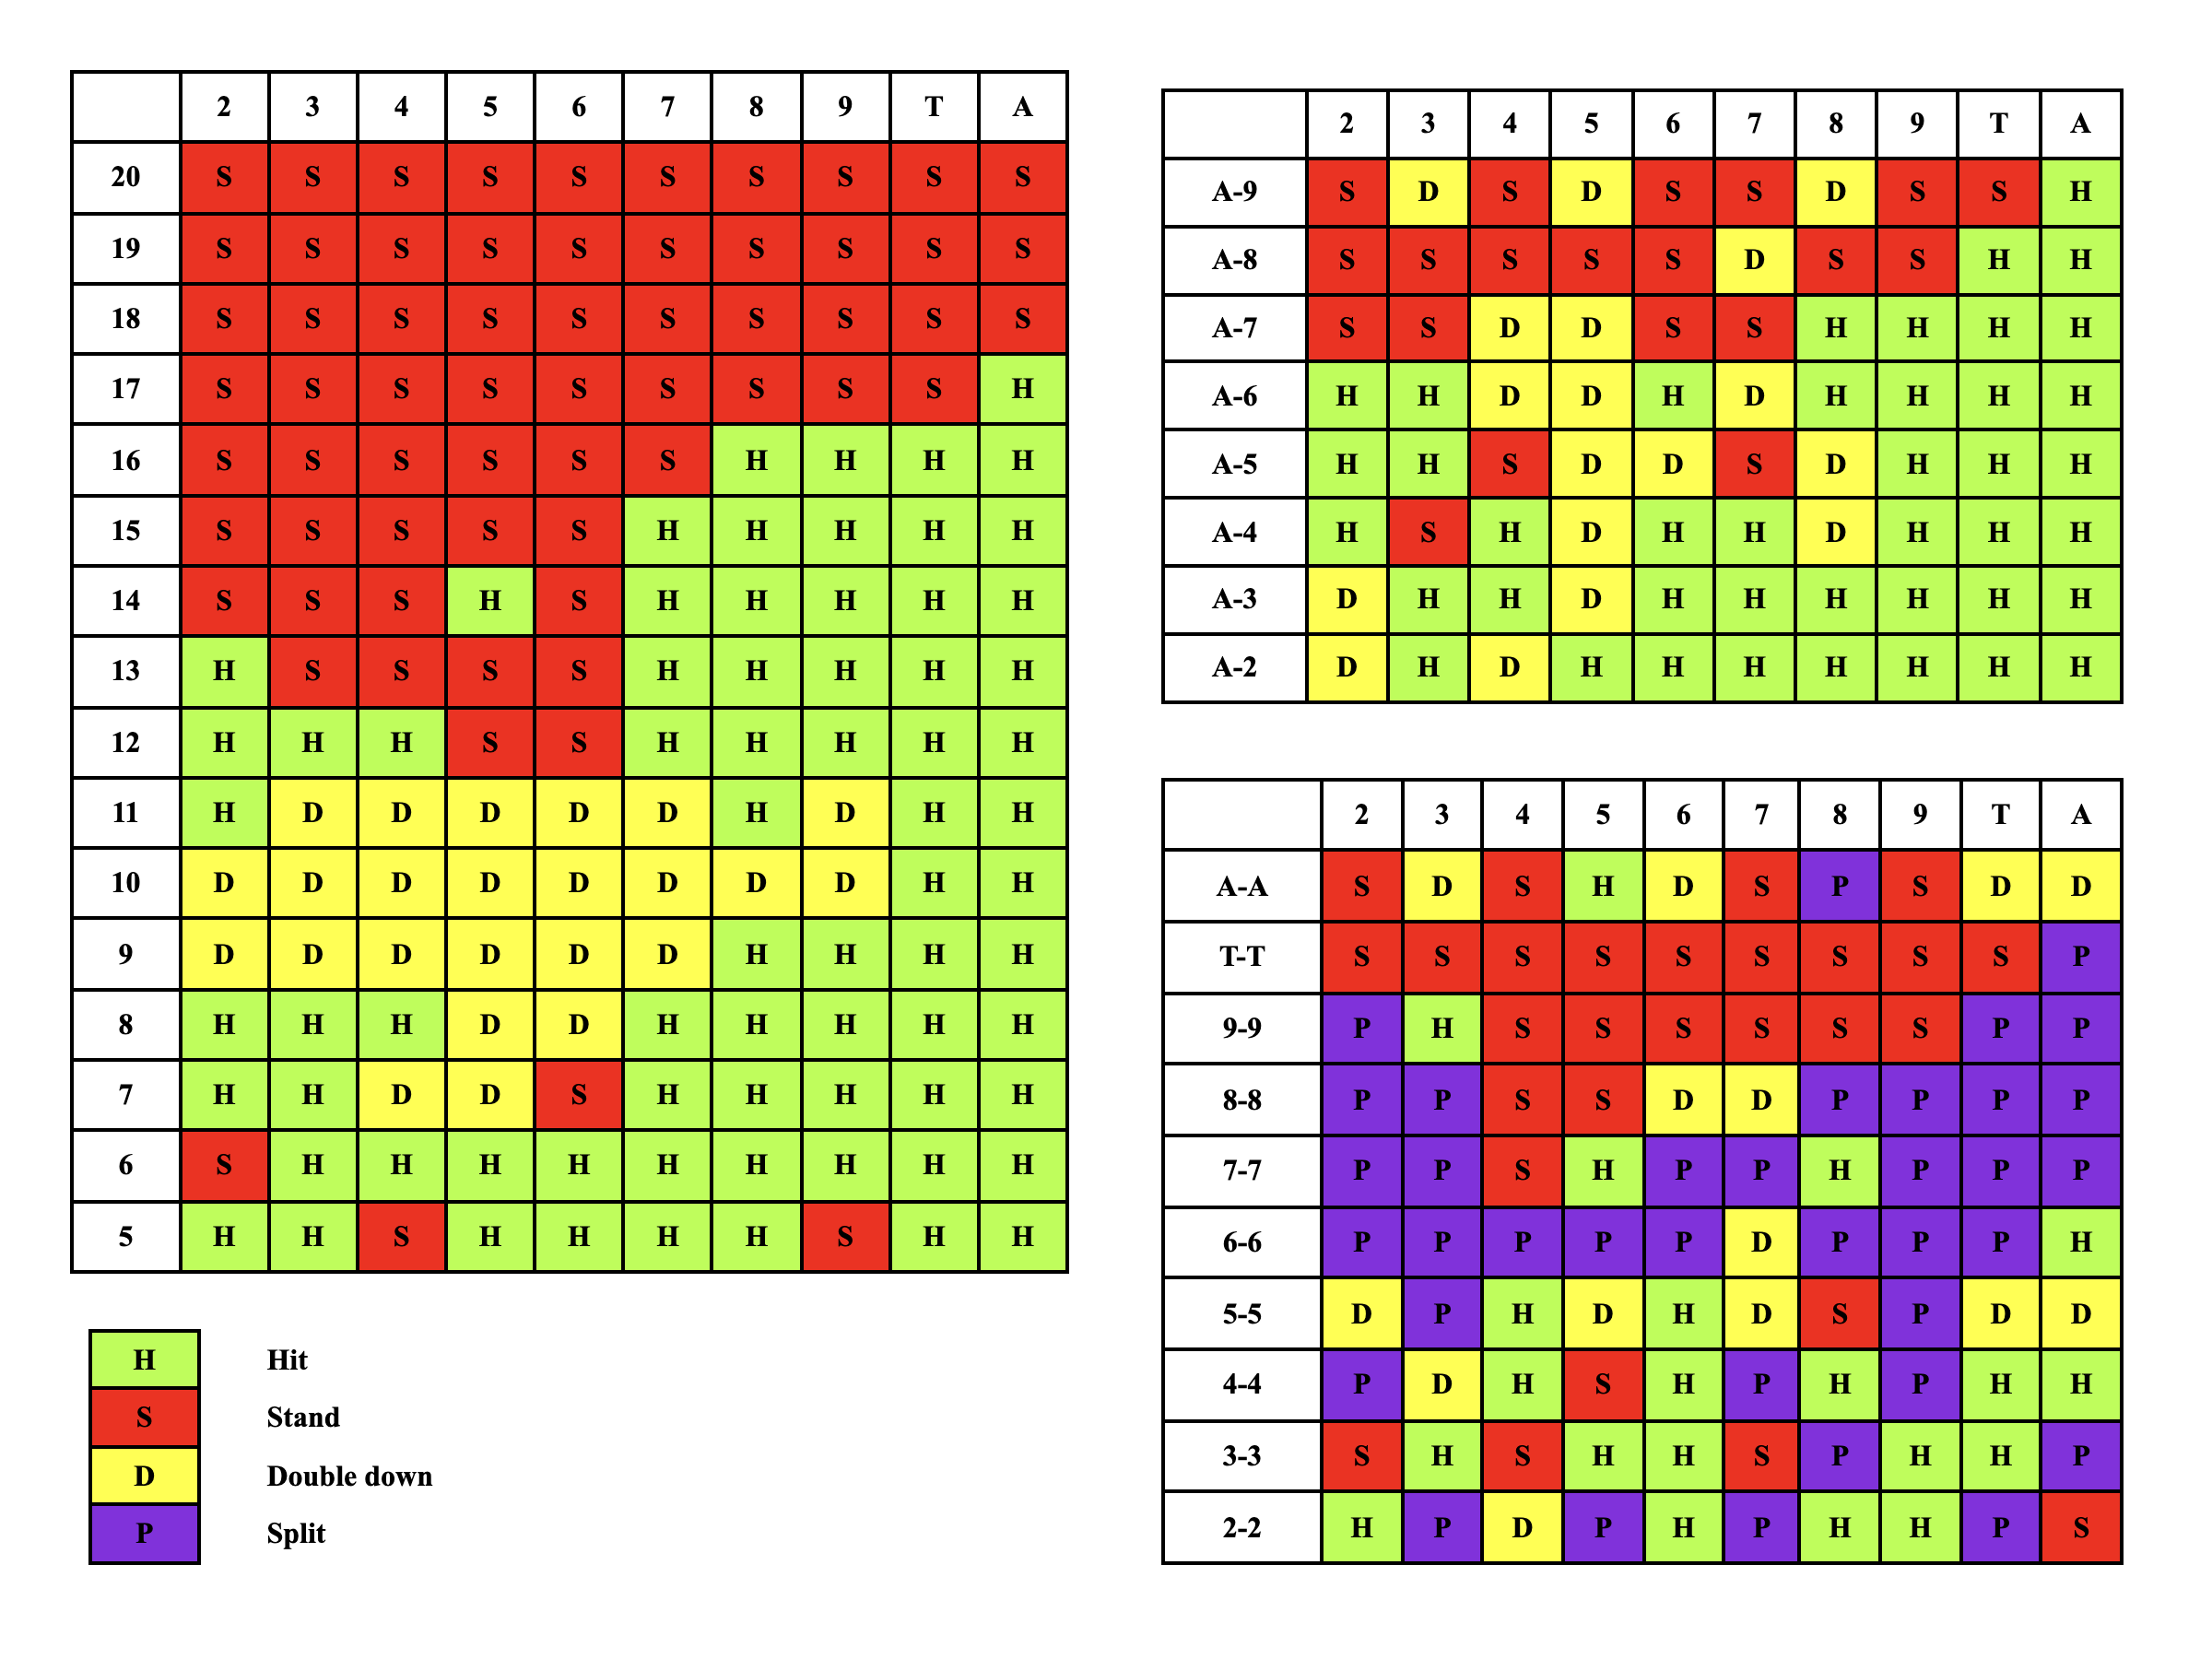 2 3 4 5 6 7 8 9 T A
20 S S S S S S S S S S
19 S S S S S S S S S S
18 S S S S S S S S S S
17 S S S S S S S S S H
16 S S S S S S H H H H
15 S S S S S H H H H H
14 S S S H S H H H H H
13 H S S S S H H H H H
12 H H H S S H H H H H
11 H D D D D D H D H H
10 D D D D D D D D H H
9 D D D D D D H H H H
8 H H H D D H H H H H
7 H H D D S H H H H H
6 S H H H H H H H H H
5 H H S H H H H S H H
H Hit
S Stand
D Double down
P Split
2 3 4 5 6 7 8 9 T A
A-9 S D S D S S D S S H
A-8 S S S S S D S S H H
A-7 S S D D S S H H H H
A-6 H H D D H D H H H H
A-5 H H S D D S D H H H
A-4 H S H D H H D H H H
A-3 D H H D H H H H H H
A-2 D H D H H H H H H H
2 3 4 5 6 7 8 9 T A
A-A S D S H D S P S D D
T-T S S S S S S S S S P
9-9 P H S S S S S S P P
8-8 P P S S D D P P P P
7-7 P P S H P P H P P P
6-6 P P P P P D P P P H
5-5 D P H D H D S P D D
4-4 P D H S H P H P H H
3-3 S H S H H S P H H P
2-2 H P D P H P H H P S